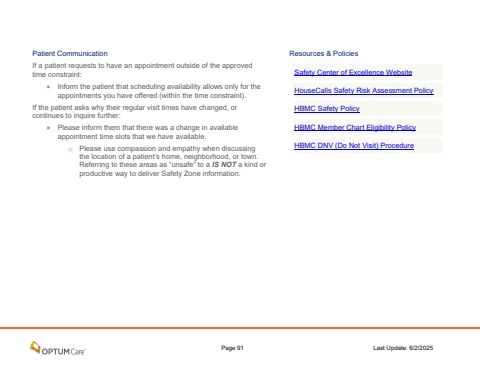 Patient Communication
If a patient requests to have an appointment outside of the approved
time constraint:
• Inform the patient that scheduling availability allows only for the
appointments you have offered (within the time constraint).
If the patient asks why their regular visit times have changed, or
continues to inquire further:
• Please inform them that there was a change in available
appointment time slots that we have available.
o Please use compassion and empathy when discussing
the location of a patient's home, neighborhood, or town.
Referring to these areas as “unsafe” to a IS NOT a kind or
productive way to deliver Safety Zone information.
Resources & Policies
Safety Center of Excellence Website
HouseCalls Safety Risk Assessment Policy
HBMC Safety Policy
HBMC Member Chart Eligibility Policy
HBMC DNV (Do Not Visit) Procedure
OPTUM Care
Page 91
Last Update: 6/2/2025